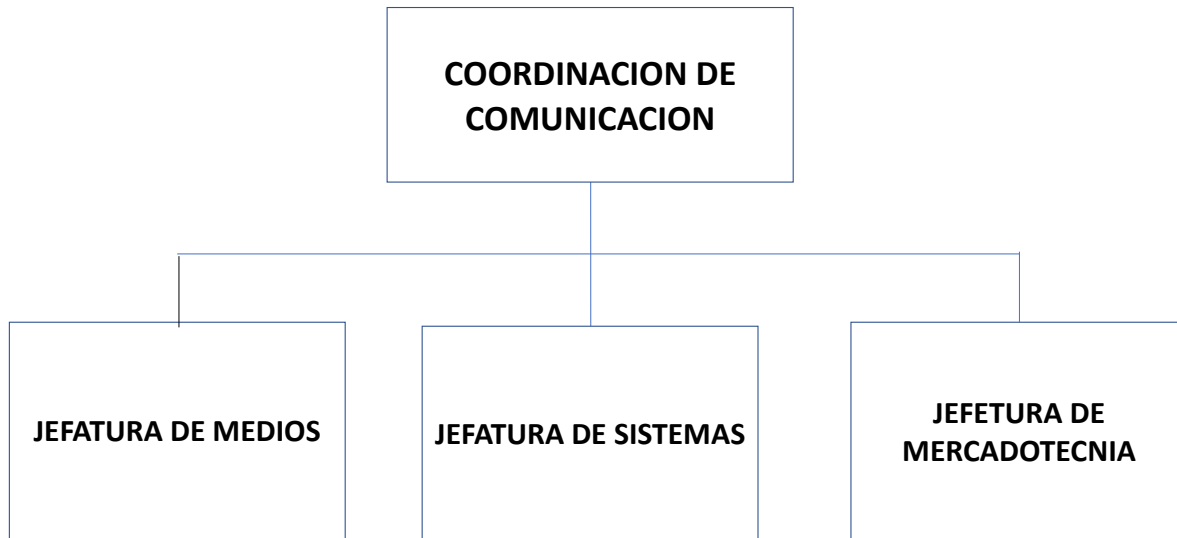 COORDINACION DE
COMUNICACION
JEFATURA DE MEDIOS
JEFATURA DE SISTEMAS
JEFETURA DE
MERCADOTECNIA